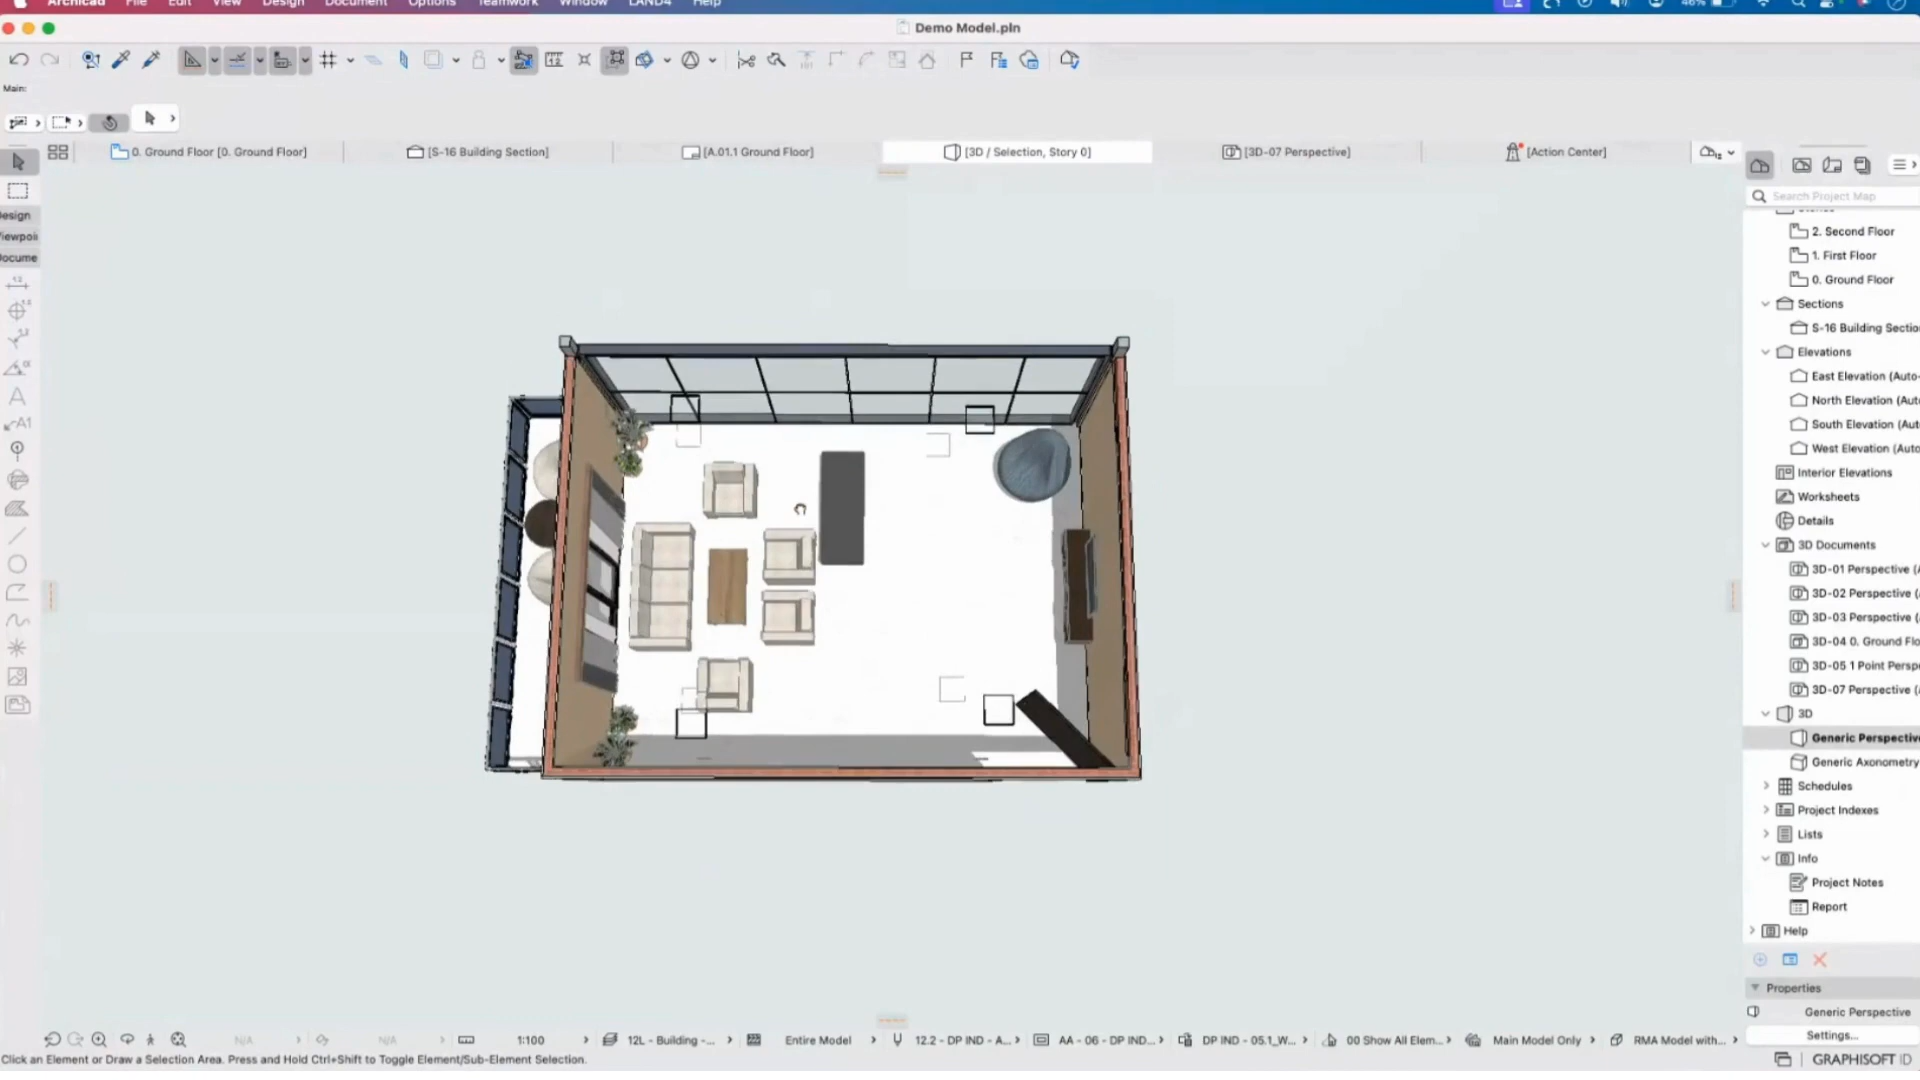 Archicad File Edit View Design Document Options Teamwork Window LAND4 Help 46%
Demo Model.pln
Main:
0. Ground Floor [0. Ground Floor]
[S-16 Building Section]
[A.01.1 Ground Floor]
[3D / Selection, Story 0]
[3D-07 Perspective]
[Action Center]
Search Project Map
esign
iewpoi
ocume
A
A1
2. Second Floor
1. First Floor
0. Ground Floor
Sections
S-16 Building Sectio
Elevations
East Elevation (Auto-
North Elevation (Aut
South Elevation (Aut
West Elevation (Auto
Interior Elevations
Worksheets
Details
3D Documents
3D-01 Perspective (A
3D-02 Perspective (
3D-03 Perspective (
3D-04 0. Ground Flo
3D-05 1 Point Persp
3D-07 Perspective (
3D
Generic Perspectiv
Generic Axonometry
Schedules
Project Indexes
Lists
Info
Project Notes
Report
Help
Properties
Generic Perspective
Settings...
N/A
N/A
1:100
12L - Building -...
Entire Model
12.2 - DP IND - A...
AA - 06 - DP IND...
DP IND - 05.1_W...
00 Show All Elem...
Main Model Only
RMA Model with...
Click an Element or Draw a Selection Area. Press and Hold Ctrl+Shift to Toggle Element/Sub-Element Selection.
GRAPHISOFT ID